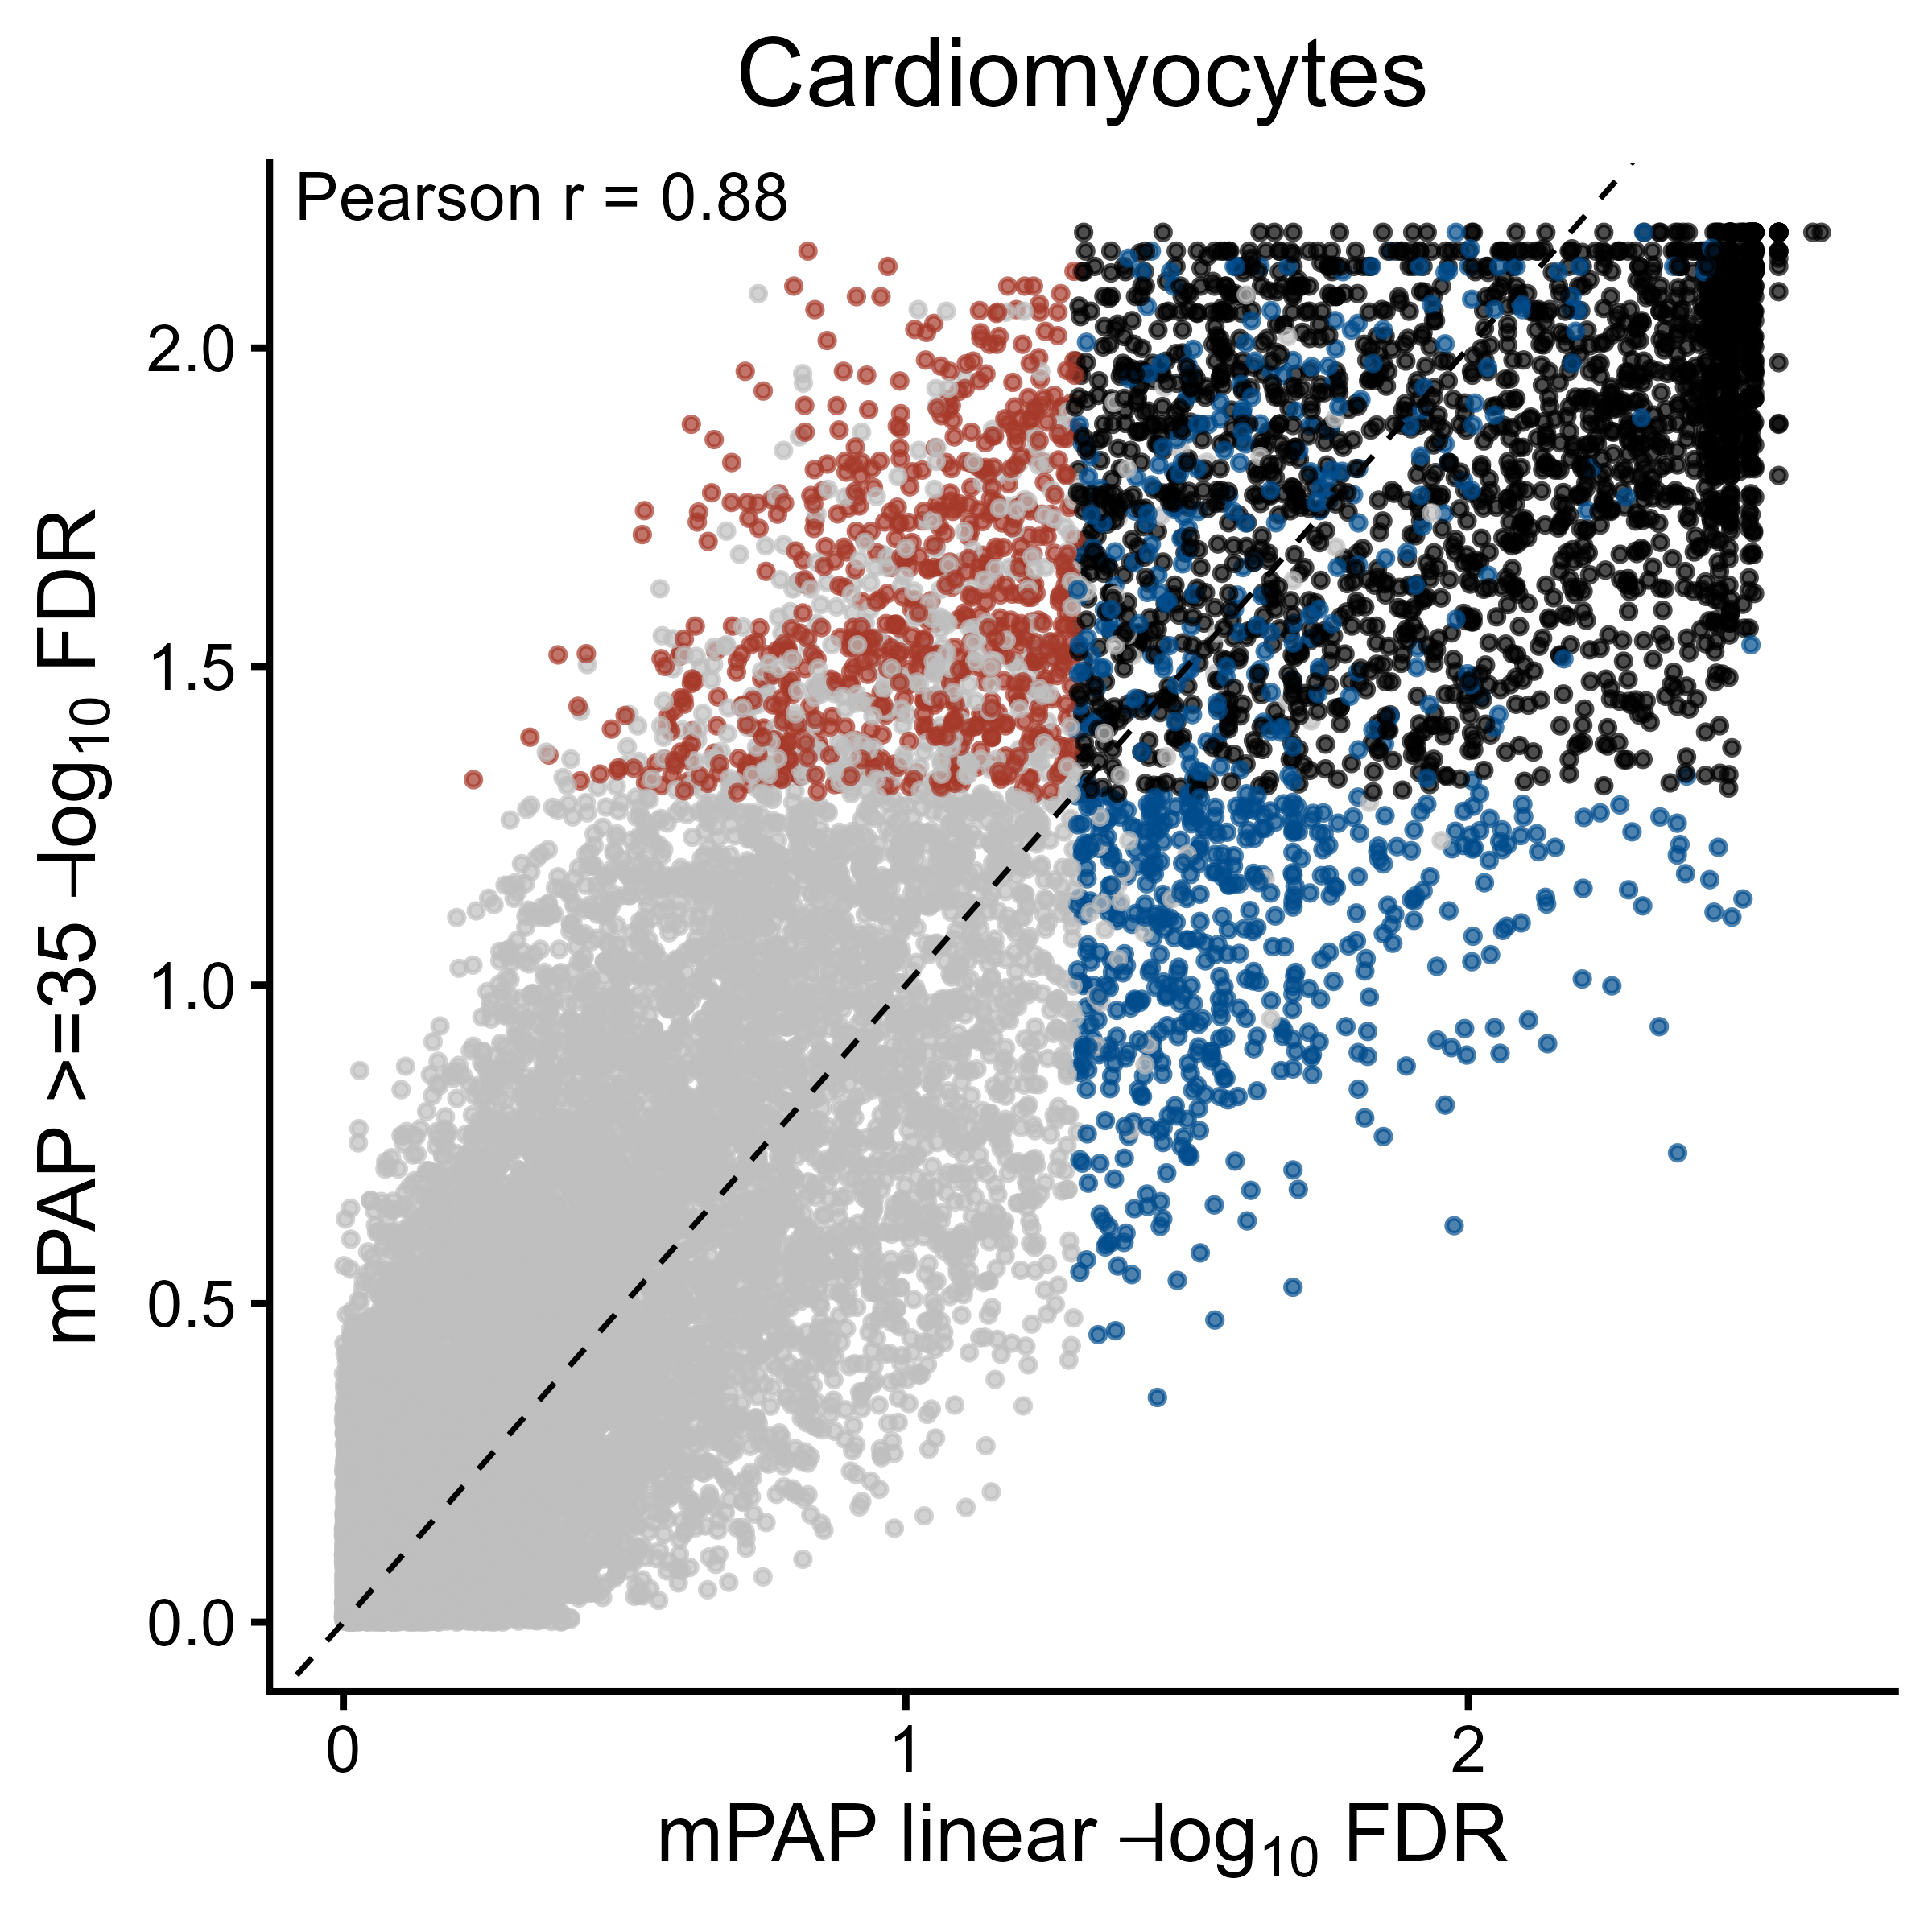 Cardiomyocytes
Pearson r = 0.88
mPAP >=35 –log10 FDR
2.0
1.5
1.0
0.5
0.0
0 1 2
mPAP linear –log10 FDR